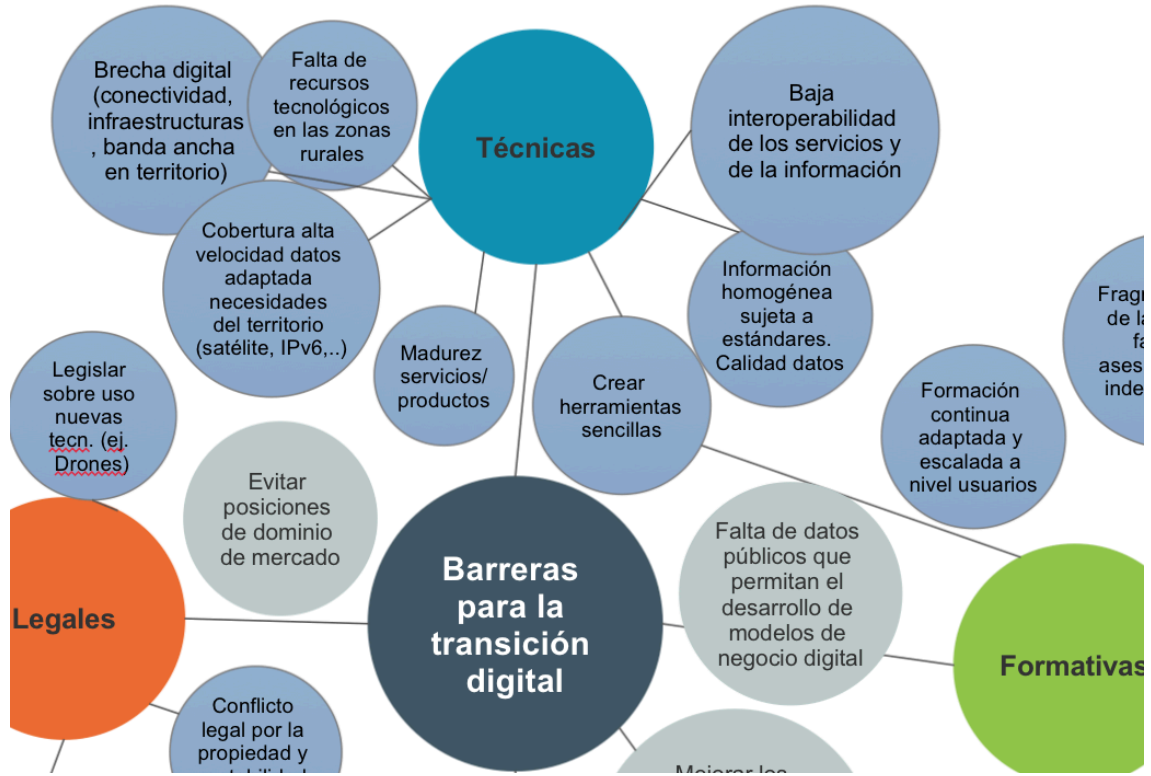 Brecha digital
(conectividad,
infraestructuras
, banda ancha
en territorio)
Falta de
recursos
tecnológicos
en las zonas
rurales
Técnicas
Baja
interoperabilidad
de los servicios y
de la información
Cobertura alta
velocidad datos
adaptada
necesidades
del territorio
(satélite, IPv6,..)
Información
homogénea
sujeta a
estándares.
Calidad datos
Madurez
servicios/
productos
Crear
herramientas
sencillas
Legislar
sobre uso
nuevas
tecn. (ej.
Drones)
Formación
continua
adaptada y
escalada a
nivel usuarios
de
Evitar
posiciones
de dominio
de mercado
Falta de datos
públicos que
permitan el
desarrollo de
modelos de
negocio digital
Barreras
para la
transición
digital
Legales
Formativas
Conflicto
legal por la
propiedad y
Mejorar los